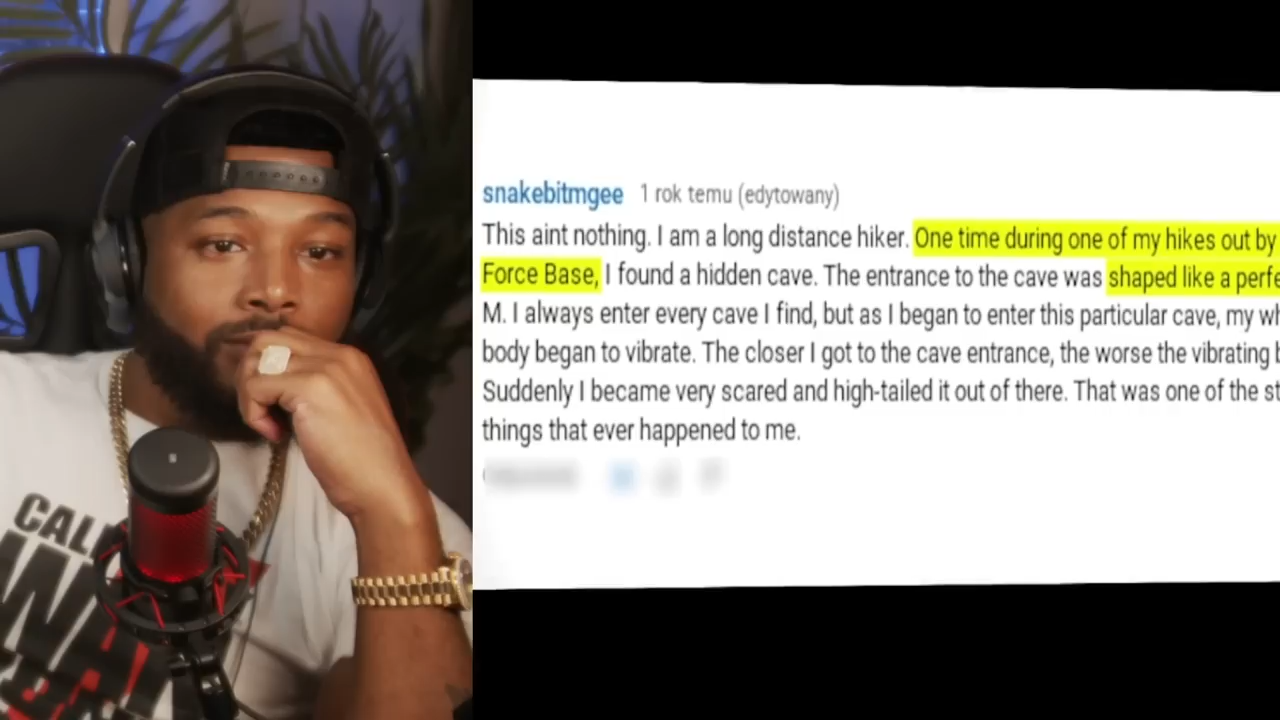 CALL
snakebitmgee 1 rok temu (edytowany)
This aint nothing. I am a long distance hiker. One time during one of my hikes out by
Force Base, I found a hidden cave. The entrance to the cave was shaped like a
M. I always enter every cave I find, but as I began to enter this particular cave, my
body began to vibrate. The closer I got to the cave entrance, the worse the vibrating
Suddenly I became very scared and high-tailed it out of there. That was one of the
things that ever happened to me.